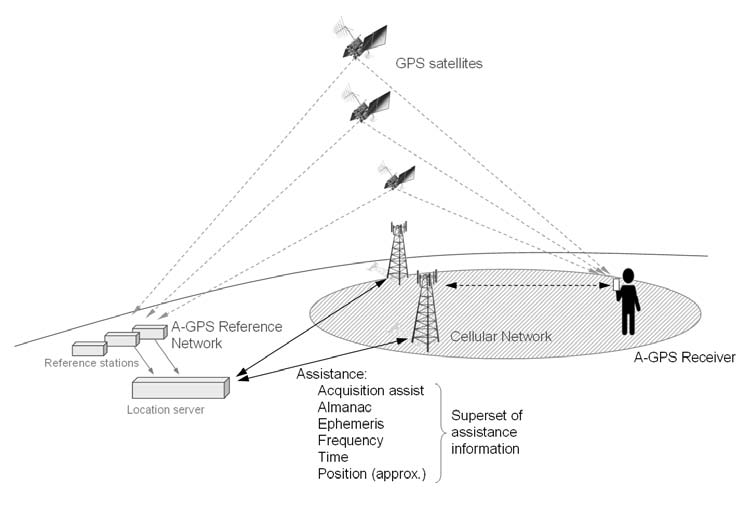 GPS satellites
A-GPS Reference
Network
Reference stations
Location server
Cellular Network
A-GPS Receiver
Assistance:
Acquisition assist
Almanac
Ephemeris
Frequency
Time
Position (approx.)
Superset of
assistance
information